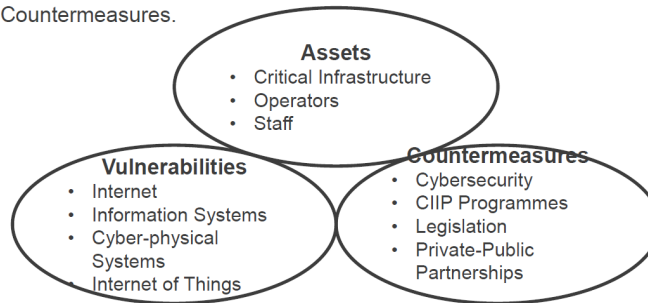 Countermeasures.
Assets
• Critical Infrastructure
• Operators
• Staff
Vulnerabilities
• Internet
• Information Systems
• Cyber-physical
Systems
• Internet of Things
Countermeasures
• Cybersecurity
• CIIP Programmes
• Legislation
• Private-Public
Partnerships